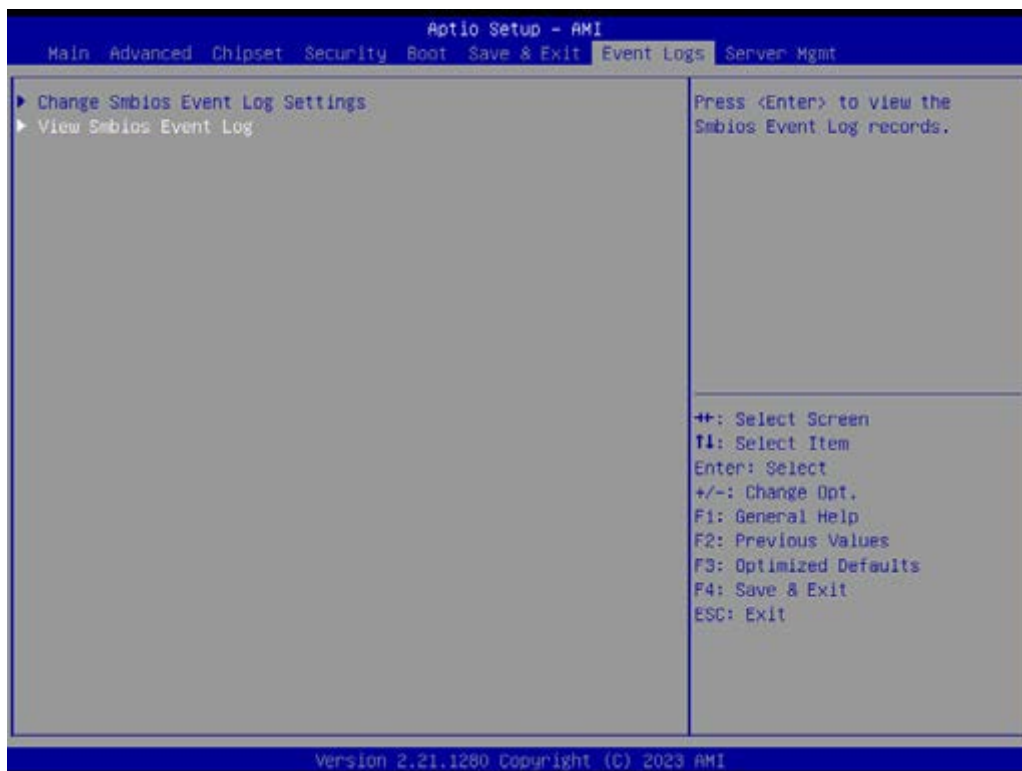 Aptio Setup - AMI
Main Advanced Chipset Security Boot Save & Exit Event Logs Server Mgmt
Change Smbios Event Log Settings
View Smbios Event Log
Press <Enter> to view the
Smbios Event Log records.
→←: Select Screen
↑↓: Select Item
Enter: Select
+/-: Change Opt.
F1: General Help
F2: Previous Values
F3: Optimized Defaults
F4: Save & Exit
ESC: Exit
Version 2.21.1280 Copyright (C) 2023 AMI